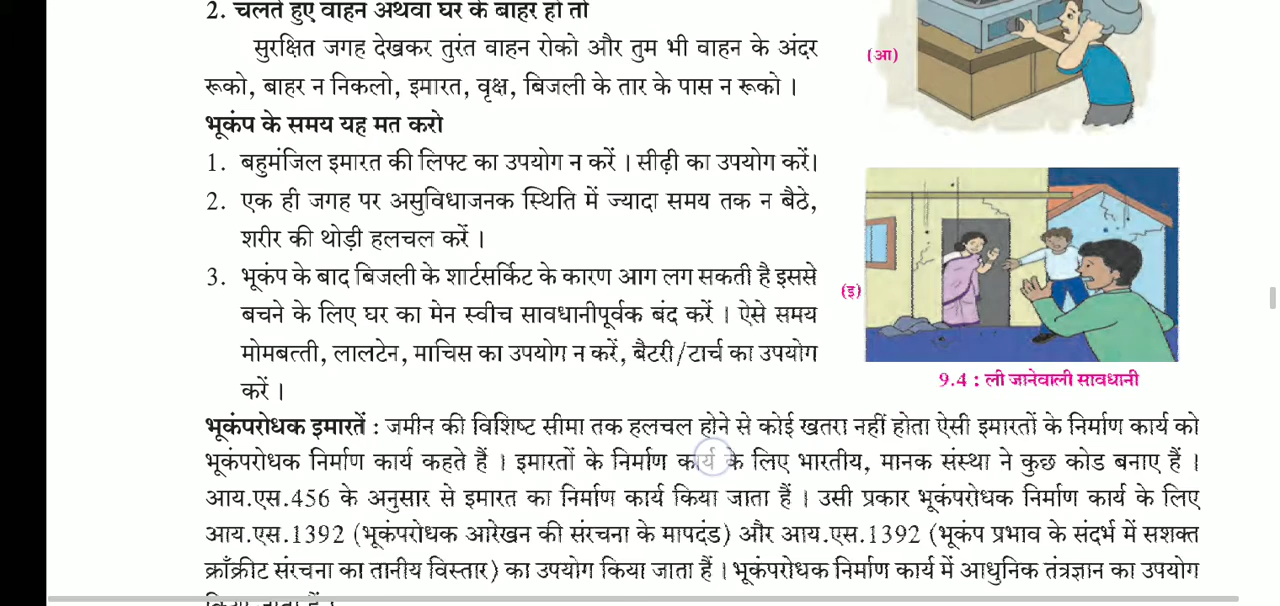 2. चलते हुए वाहन अथवा घर के बाहर हो तो
सुरक्षित जगह देखकर तुरंत वाहन रोको और तुम भी वाहन के अंदर
रूको, बाहर न निकलो, इमारत, वृक्ष, बिजली के तार के पास न रूको ।
भूकंप के समय यह मत करो
1. बहुमंजिल इमारत की लिफ्ट का उपयोग न करें । सीढ़ी का उपयोग करें।
2. एक ही जगह पर असुविधाजनक स्थिति में ज्यादा समय तक न बैठे,
शरीर की थोड़ी हलचल करें ।
3. भूकंप के बाद बिजली के शार्टसर्किट के कारण आग लग सकती है इससे
बचने के लिए घर का मेन स्वीच सावधानीपूर्वक बंद करें । ऐसे समय
मोमबत्ती, लालटेन, माचिस का उपयोग न करें, बैटरी/टार्च का उपयोग
करें ।
(आ)
(इ)
9.4 : ली जानेवाली सावधानी
भूकंपरोधक इमारतें : जमीन की विशिष्ट सीमा तक हलचल होने से कोई खतरा नहीं होता ऐसी इमारतों के निर्माण कार्य को
भूकंपरोधक निर्माण कार्य कहते हैं । इमारतों के निर्माण कार्य के लिए भारतीय, मानक संस्था ने कुछ कोड बनाए हैं ।
आय.एस.456 के अनुसार से इमारत का निर्माण कार्य किया जाता हैं । उसी प्रकार भूकंपरोधक निर्माण कार्य के लिए
आय.एस.1392 (भूकंपरोधक आरेखन की संरचना के मापदंड) और आय.एस.1392 (भूकंप प्रभाव के संदर्भ में सशक्त
क्राँक्रीट संरचना का तानीय विस्तार) का उपयोग किया जाता हैं । भूकंपरोधक निर्माण कार्य में आधुनिक तंत्रज्ञान का उपयोग